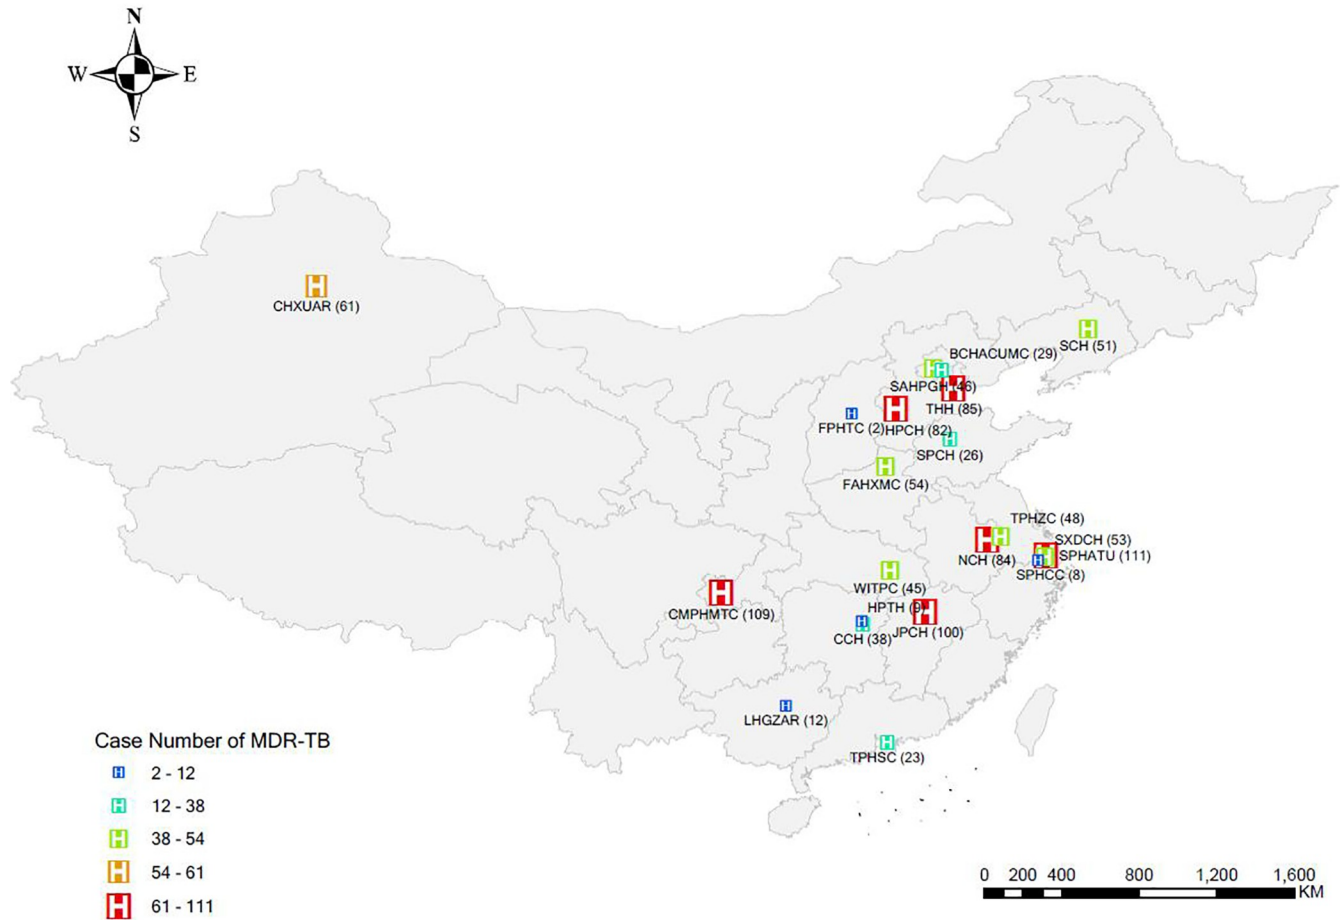 N
W E
S
CHXUAR (61)
BCHACUMC (29)
SCH (51)
SAHPGH (46)
THH (85)
FPHTC (2)
HPCH (82)
SPCH (26)
FAHXMC (54)
TPHZC (48)
SXDCH (53)
SPHATU (111)
NCH (84)
SPHCC (8)
WITPC (45)
HPTH (9)
CMPHMTC (109)
CCH (38)
JPCH (100)
LHGZAR (12)
TPHSC (23)
Case Number of MDR-TB
H 2 - 12
H 12 - 38
H 38 - 54
H 54 - 61
H 61 - 111
0 200 400 800 1,200 1,600
KM